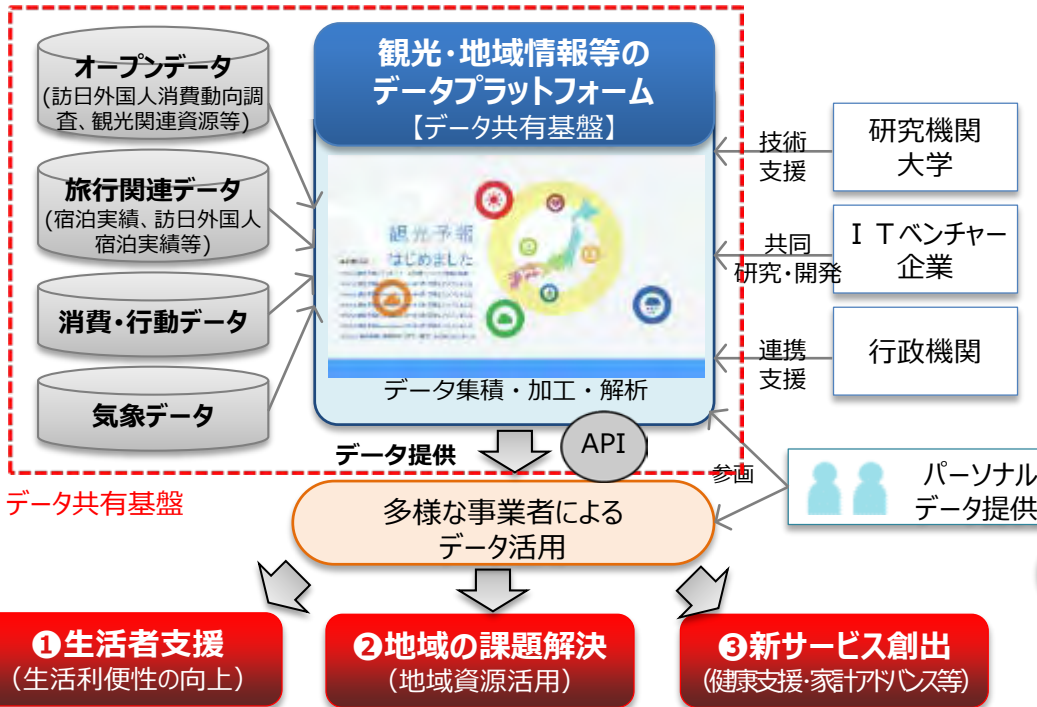 オープンデータ
(訪日外国人消費動向調
査、観光関連資源等)
旅行関連データ
(宿泊実績、訪日外国人
宿泊実績等)
消費・行動データ
気象データ
観光・地域情報等の
データプラットフォーム
【データ共有基盤】
観光予報
はじめました
データ集積・加工・解析
技術
支援
研究機関
大学
共同
研究・開発
ＩＴベンチャー
企業
連携
支援
行政機関
データ提供
API
参画
パーソナル
データ提供
データ共有基盤
多様な事業者による
データ活用
❶生活者支援
(生活利便性の向上)
❷地域の課題解決
(地域資源活用)
❸新サービス創出
(健康支援・家計アドバンス等)